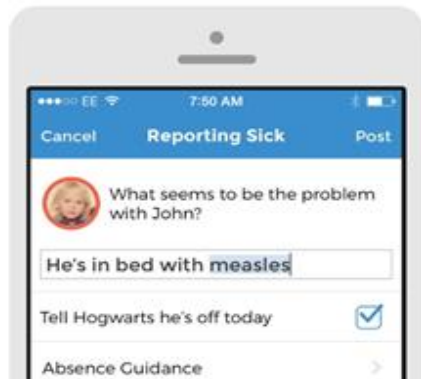 EE 7:50 AM
Cancel Reporting Sick Post
What seems to be the problem
with John?
He's in bed with measles
Tell Hogwarts he's off today
Absence Guidance